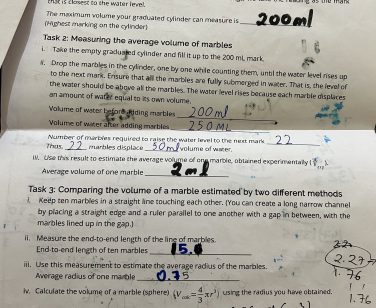 that is closest to the water level.
The maximum volume your graduated cylinder can measure is 200ml
(Highest marking on the cylinder)
Task 2: Measuring the average volume of marbles
i. Take the empty graduated cylinder and fill it up to the 200 mL mark.
ii. Drop the marbles in the cylinder, one by one while counting them, until the water level rises up
to the next mark. Ensure that all the marbles are fully submerged in water. That is, the level of
the water should be above all the marbles. The water level rises because each marble displaces
an amount of water equal to its own volume.
Volume of water before adding marbles 200 ml
Volume of water after adding marbles 250 ML
Number of marbles required to raise the water level to the next mark 22
Thus, 22 marbles displace 50ml volume of water.
iii. Use this result to estimate the average volume of one marble, obtained experimentally
Average volume of one marble 2ml
Task 3: Comparing the volume of a marble estimated by two different methods
i. Keep ten marbles in a straight line touching each other. (You can create a long narrow channel
by placing a straight edge and a ruler parallel to one another with a gap in between, with the
marbles lined up in the gap.)
ii. Measure the end-to-end length of the line of marbles.
End-to-end length of ten marbles 15.
iii. Use this measurement to estimate the average radius of the marbles.
Average radius of one marble 0.75
2.27
1.76
iv. Calculate the volume of a marble (sphere) (V cal = 4/3 πr³) using the radius you have obtained.
1.76